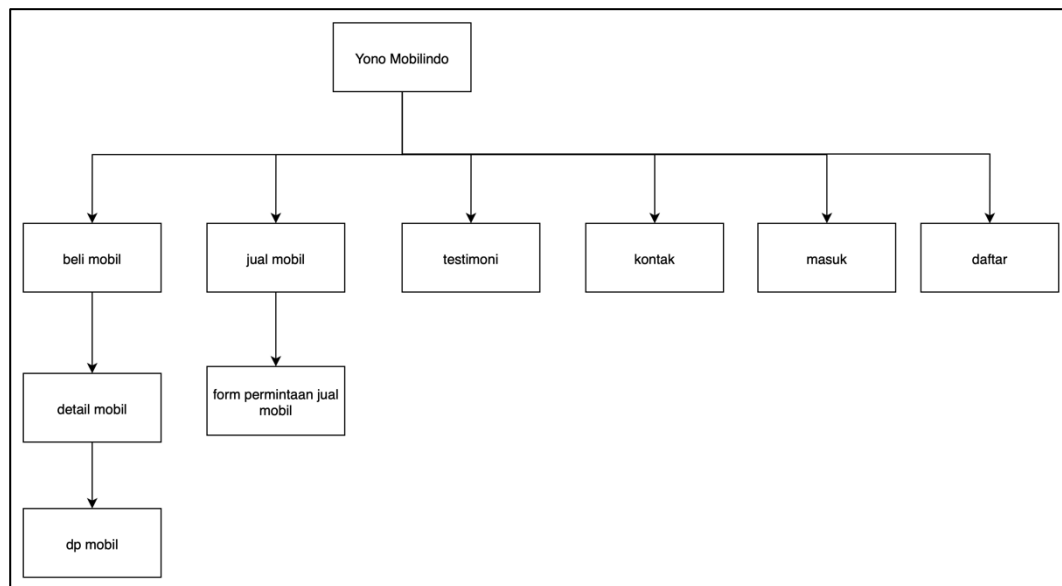 Yono Mobilindo
beli mobil
jual mobil
testimoni
kontak
masuk
daftar
detail mobil
form permintaan jual
mobil
dp mobil